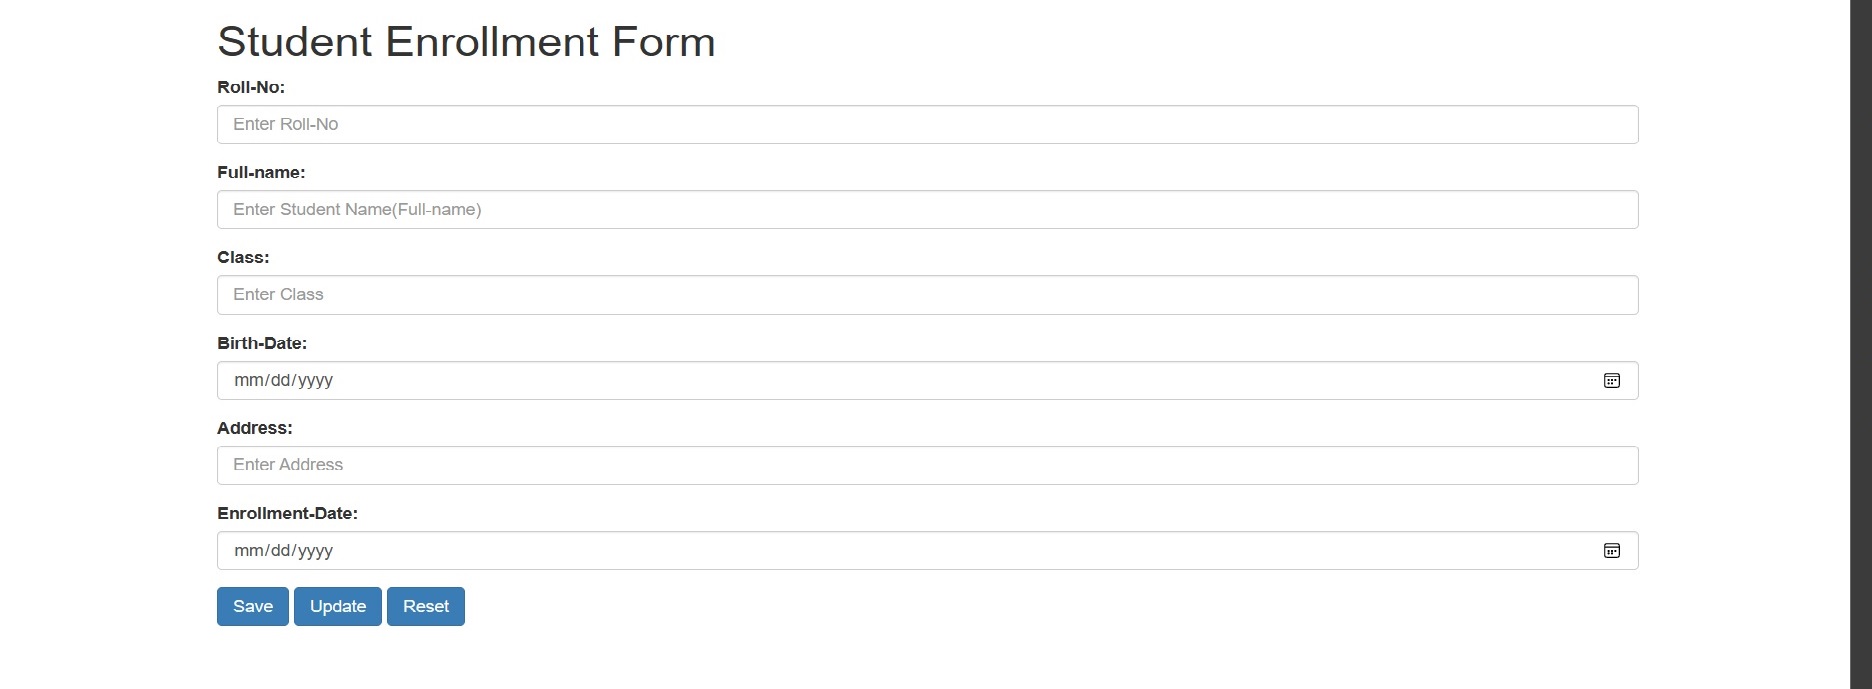 Student Enrollment Form
Roll-No:
Enter Roll-No
Full-name:
Enter Student Name(Full-name)
Class:
Enter Class
Birth-Date:
mm/dd/yyyy
Address:
Enter Address
Enrollment-Date:
mm/dd/yyyy
Save Update Reset